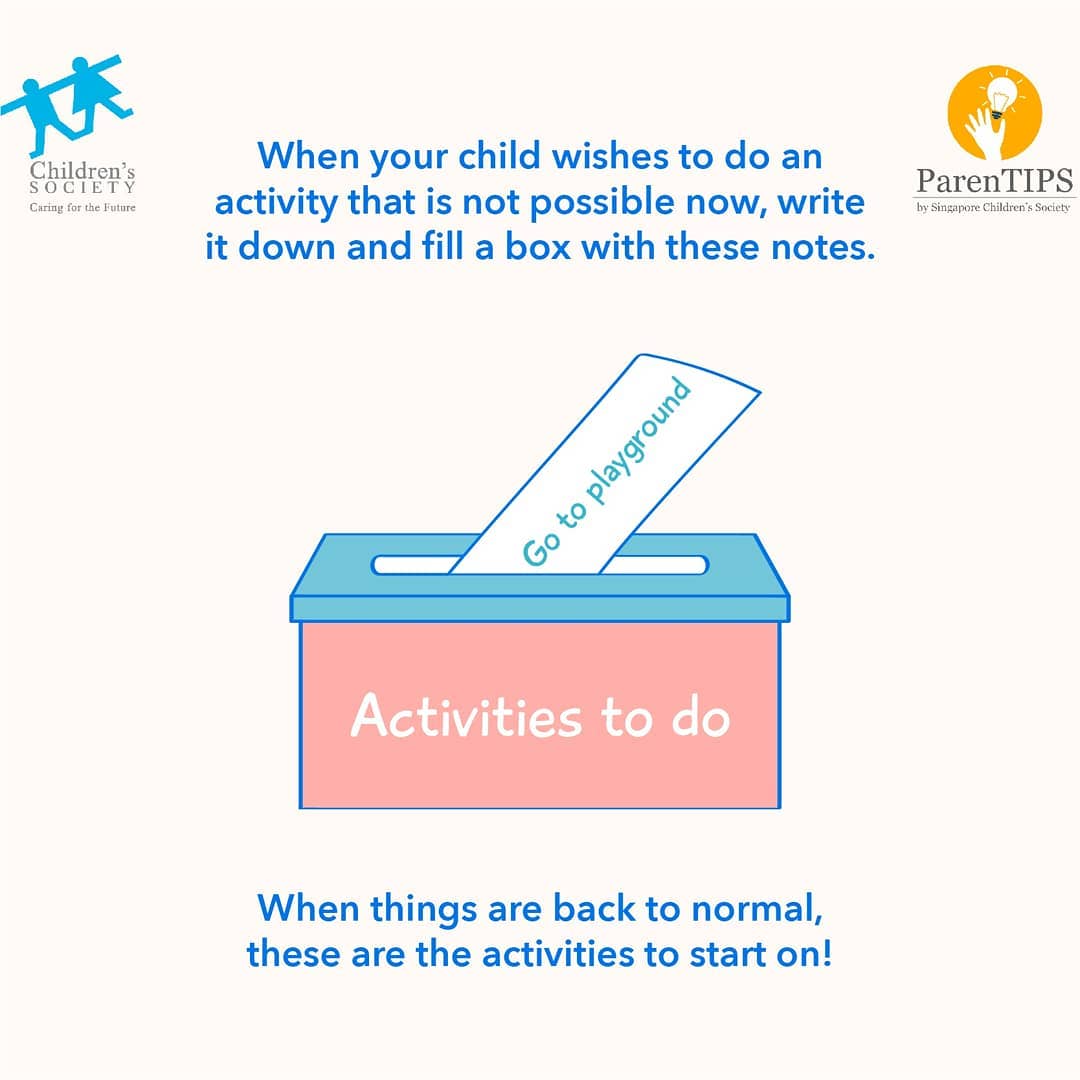 Children's
SOCIETY
Caring for the Future
ParenTIPS
by Singapore Children's Society
When your child wishes to do an
activity that is not possible now, write
it down and fill a box with these notes.
Go to playground
Activities to do
When things are back to normal,
these are the activities to start on!